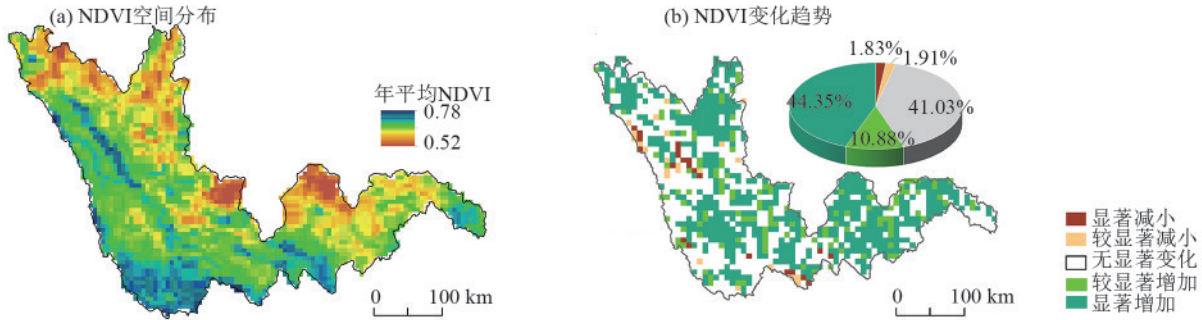 (a) NDVI空间分布
年平均NDVI
0.78
0.52
0 100 km
(b) NDVI变化趋势
1.83%
1.91%
44.35%
41.03%
10.88%
显著减小
较显著减小
无显著变化
较显著增加
显著增加
0 100 km